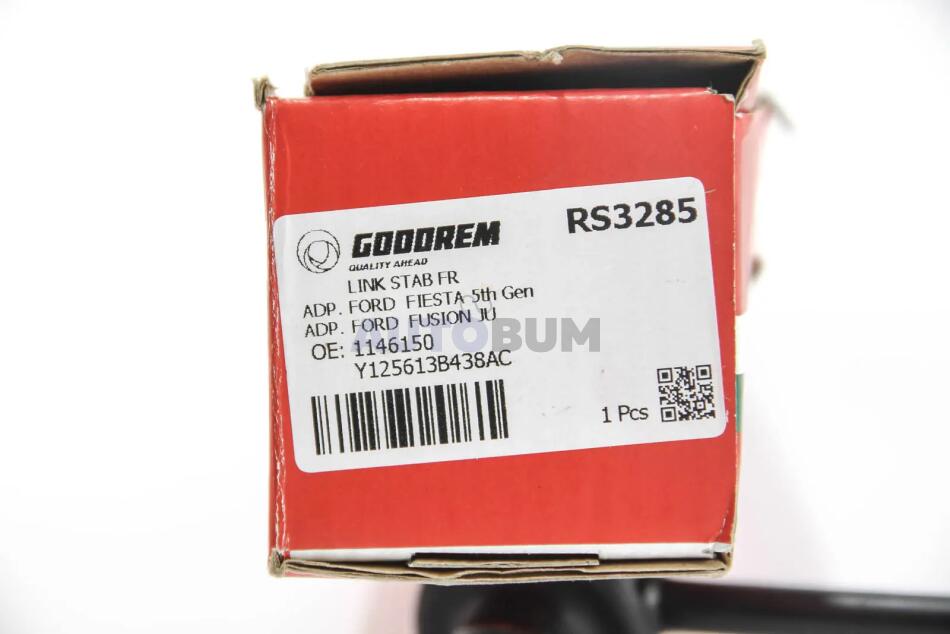 GOODREM
RS3285
QUALITY AHEAD
LINK STAB FR
ADP. FORD FIESTA 5th Gen
ADP. FORD FUSION JU
AUTOBUM
OE: 1146150
Y125613B438AC
1 Pcs